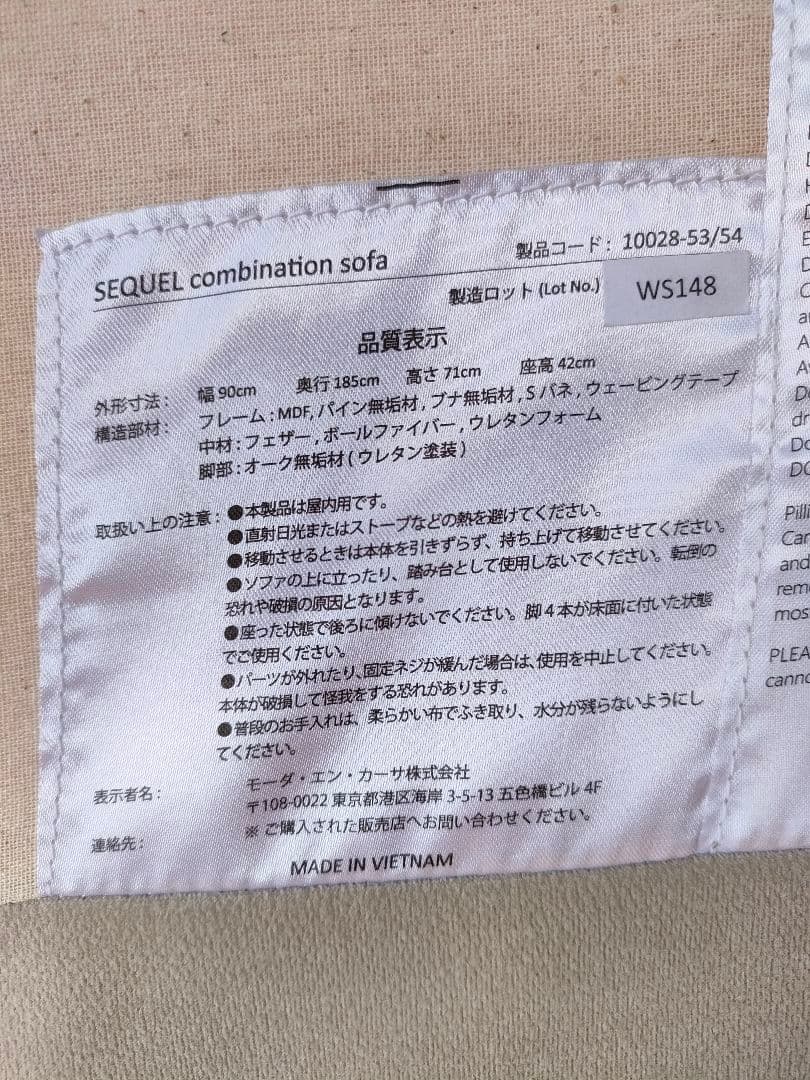 SEQUEL combination sofa
製品コード: 10028-53/54
製造ロット (Lot No.) WS148
品質表示
外形寸法: 幅 90cm 奥行 185cm 高さ 71cm 座高 42cm
構造部材: フレーム : MDF, パイン無垢材 , ブナ無垢材 , S バネ , ウェービングテープ
中材 : フェザー , ボールファイバー , ウレタンフォーム
脚部 : オーク無垢材 ( ウレタン塗装 )
取扱い上の注意 : ●本製品は屋内用です。
●直射日光またはストーブなどの熱を避けてください。
●移動させるときは本体を引きずらず、持ち上げて移動させてください。
●ソファの上に立ったり、踏み台として使用しないでください。転倒の
恐れや破損の原因となります。
●座った状態で後ろに傾けないでください。脚 4 本が床面に付いた状態
でご使用ください。
●パーツが外れたり、固定ネジが緩んだ場合は、使用を中止してください。
本体が破損して怪我をする恐れがあります。
●普段のお手入れは、柔らかい布でふき取り、水分が残らないようにし
てください。
表示者名 : モーダ・エン・カーサ株式会社
〒108-0022 東京都港区海岸 3-5-13 五色橋ビル 4F
連絡先 : ※ ご購入された販売店へお問い合わせください。
MADE IN VIETNAM
and